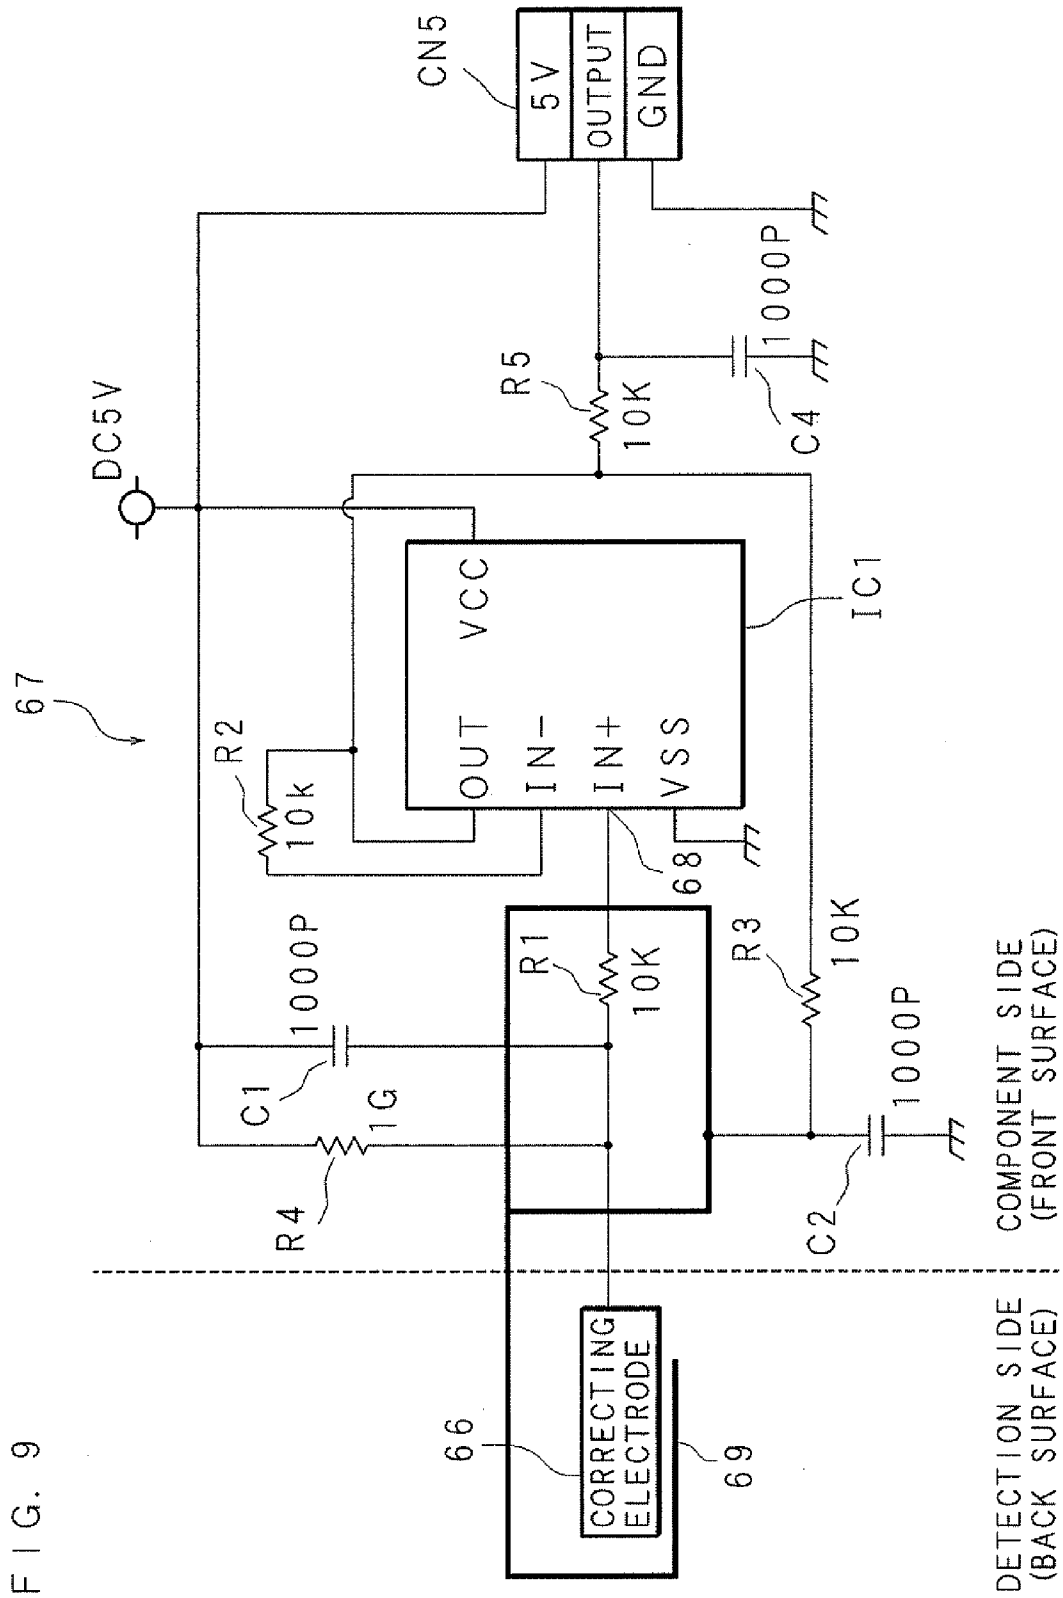 FIG. 9
67
DC5V
CN5
5V
OUTPUT
GND
R2
10k
C1
1000P
R4
1G
OUT
VCC
IN-
IN+
VSS
IC1
68
R1
10K
R5
10K
C4
1000P
R3
10K
C2
1000P
66
CORRECTING
ELECTRODE
69
DETECTION SIDE
(BACK SURFACE)
COMPONENT SIDE
(FRONT SURFACE)